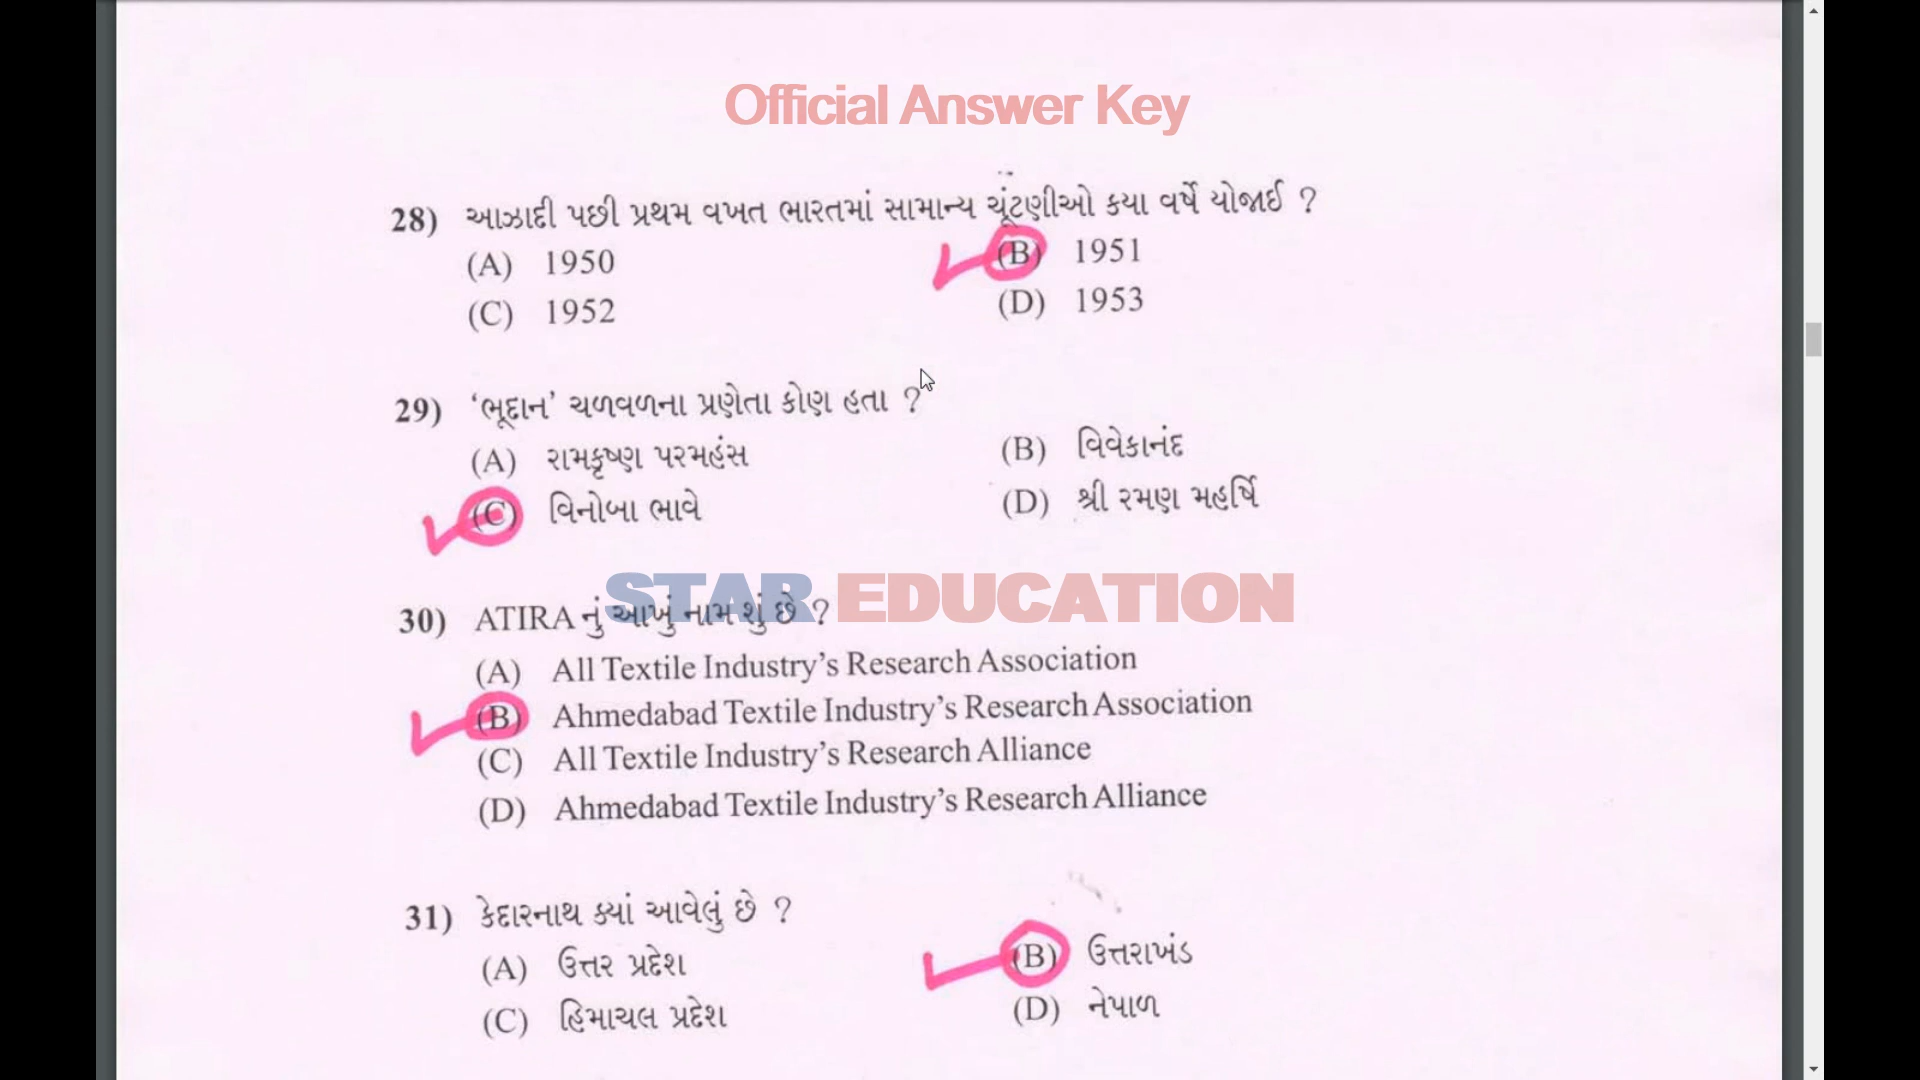 Official Answer Key
28) આઝાદી પછી પ્રથમ વખત ભારતમાં સામાન્ય ચૂંટણીઓ કયા વર્ષે યોજાઈ ?
(A) 1950 (B) 1951
(C) 1952 (D) 1953
29) ‘ભૂદાન’ ચળવળના પ્રણેતા કોણ હતા ?
(A) રામકૃષ્ણ પરમહંસ (B) વિવેકાનંદ
(C) વિનોબા ભાવે (D) શ્રી રમણ મહર્ષિ
STAR EDUCATION
30) ATIRA નું આખું નામ શું છે ?
(A) All Textile Industry’s Research Association
(B) Ahmedabad Textile Industry’s Research Association
(C) All Textile Industry’s Research Alliance
(D) Ahmedabad Textile Industry’s Research Alliance
31) કેદારનાથ ક્યાં આવેલું છે ?
(A) ઉત્તર પ્રદેશ (B) ઉત્તરાખંડ
(C) હિમાચલ પ્રદેશ (D) નેપાળ